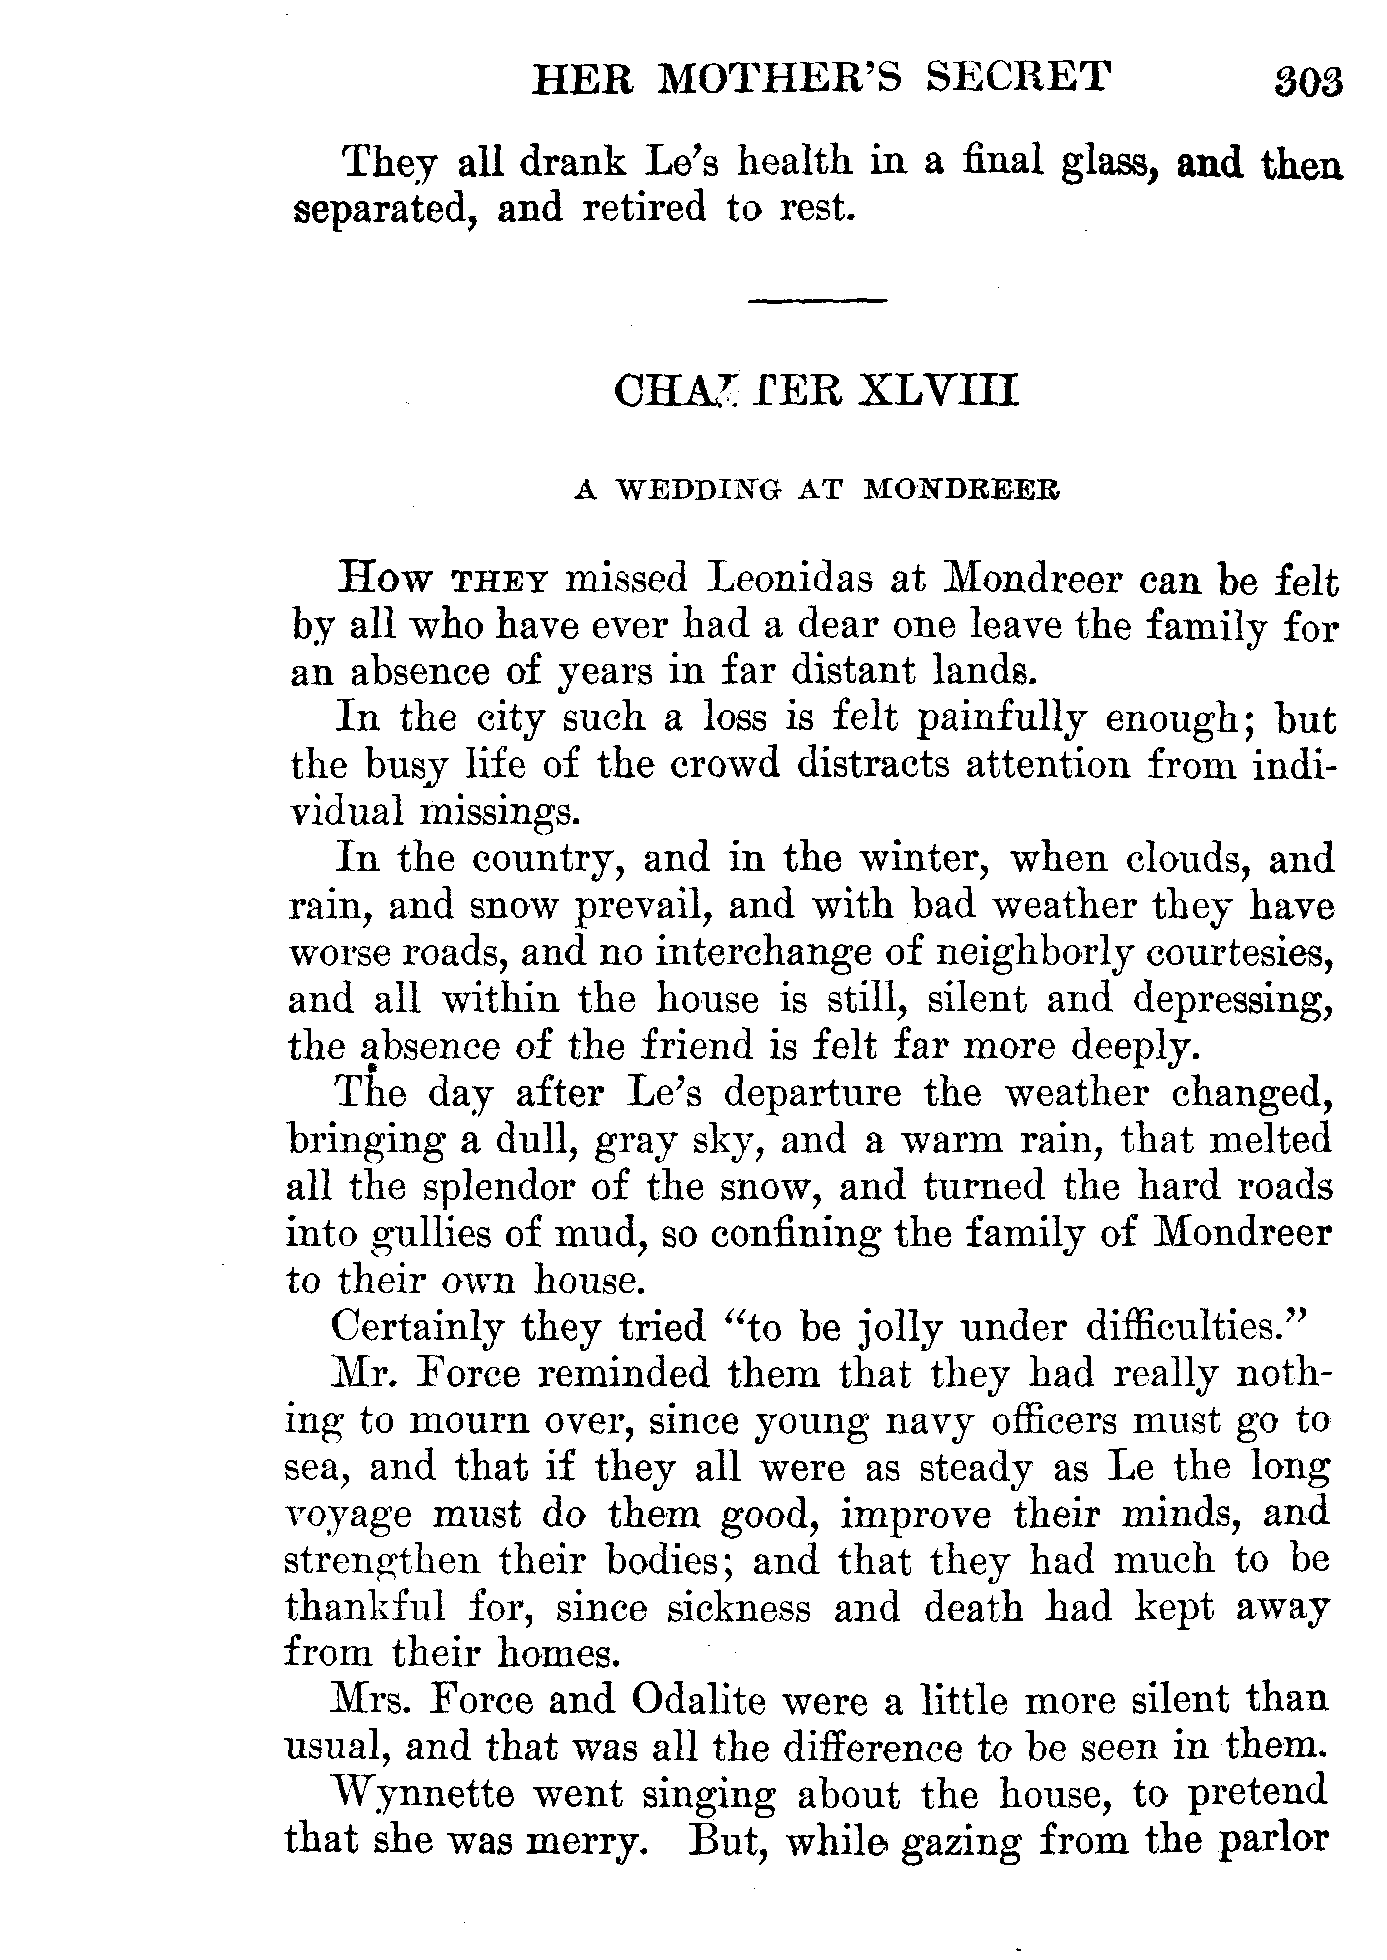 HER MOTHER'S SECRET 303
They all drank Le's health in a final glass, and then
separated, and retired to rest.
CHAPTER XLVIII
A WEDDING AT MONDREER
HOW THEY missed Leonidas at Mondreer can be felt
by all who have ever had a dear one leave the family for
an absence of years in far distant lands.
In the city such a loss is felt painfully enough; but
the busy life of the crowd distracts attention from indi-
vidual missings.
In the country, and in the winter, when clouds, and
rain, and snow prevail, and with bad weather they have
worse roads, and no interchange of neighborly courtesies,
and all within the house is still, silent and depressing,
the absence of the friend is felt far more deeply.
The day after Le's departure the weather changed,
bringing a dull, gray sky, and a warm rain, that melted
all the splendor of the snow, and turned the hard roads
into gullies of mud, so confining the family of Mondreer
to their own house.
Certainly they tried "to be jolly under difficulties."
Mr. Force reminded them that they had really noth-
ing to mourn over, since young navy officers must go to
sea, and that if they all were as steady as Le the long
voyage must do them good, improve their minds, and
strengthen their bodies; and that they had much to be
thankful for, since sickness and death had kept away
from their homes.
Mrs. Force and Odalite were a little more silent than
usual, and that was all the difference to be seen in them.
Wynnette went singing about the house, to pretend
that she was merry. But, while gazing from the parlor